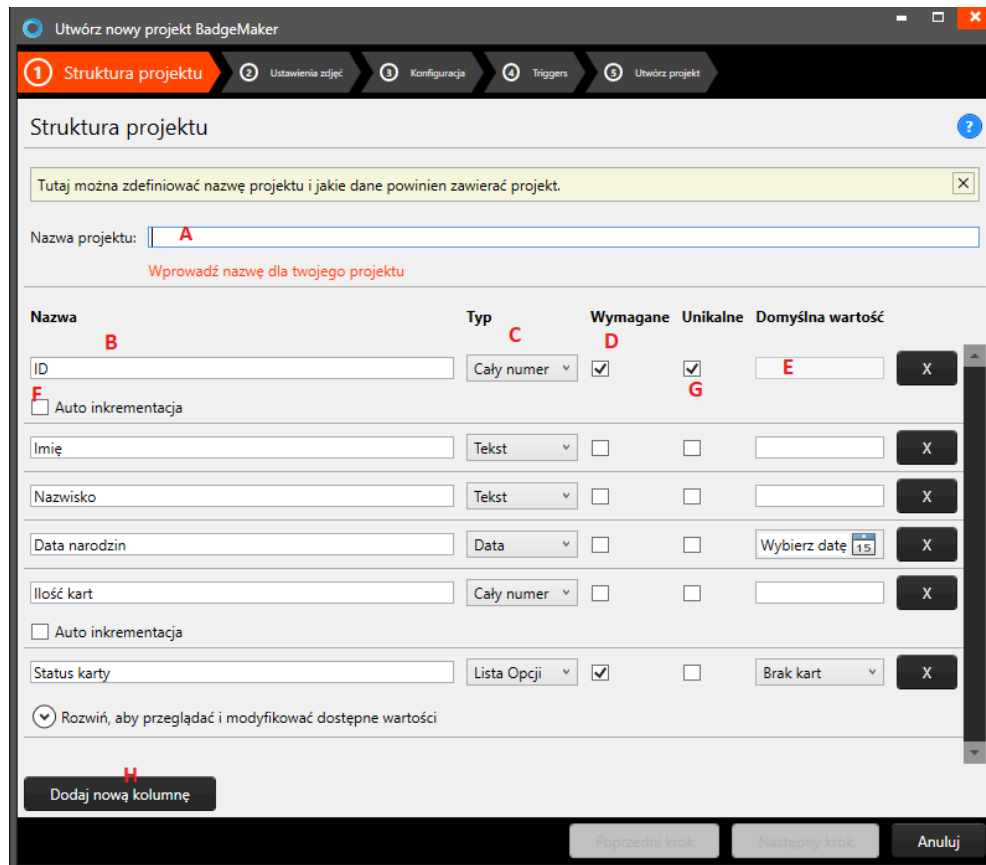 Utwórz nowy projekt BadgeMaker
1 Struktura projektu 2 Ustawienia zdjęć 3 Konfiguracja 4 Triggers 5 Utwórz projekt
Struktura projektu ?
Tutaj można zdefiniować nazwę projektu i jakie dane powinien zawierać projekt. X
Nazwa projektu: A
Wprowadź nazwę dla twojego projektu
Nazwa Typ Wymagane Unikalne Domyślna wartość
B C D
ID Cały numer E X
F G
Auto inkrementacja
Imię Tekst X
Nazwisko Tekst X
Data narodzin Data Wybierz datę 15 X
Ilość kart Cały numer X
Auto inkrementacja
Status karty Lista Opcji Brak kart X
Rozwiń, aby przeglądać i modyfikować dostępne wartości
H
Dodaj nową kolumnę
Poprzedni krok Następny krok Anuluj